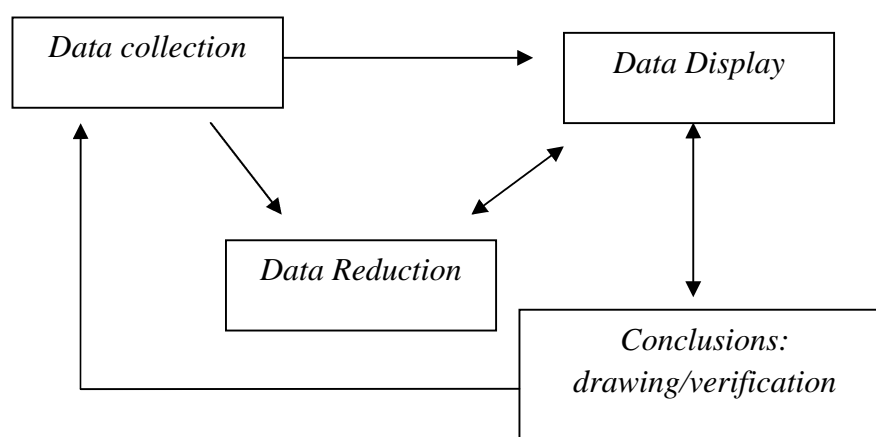 Data collection
Data Display
Data Reduction
Conclusions:
drawing/verification